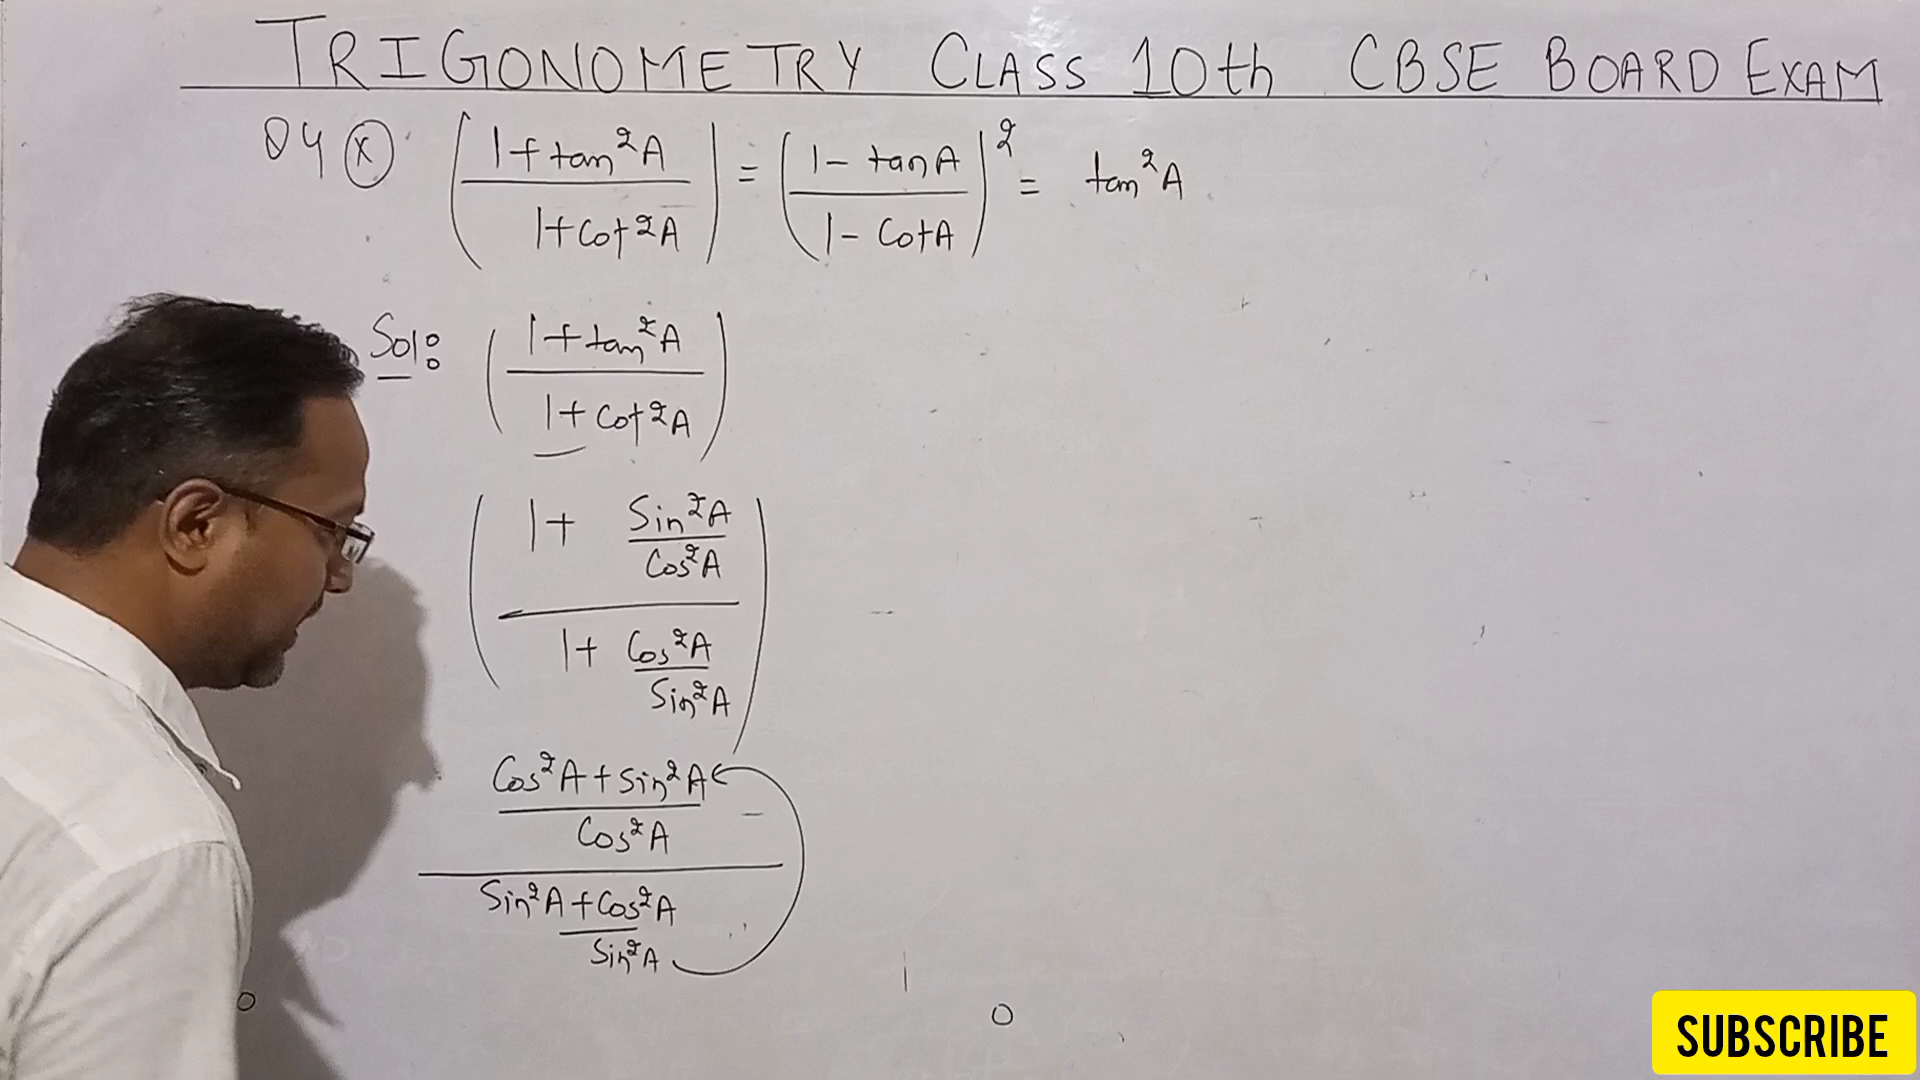 TRIGONOMETRY CLASS 10th CBSE BOARD EXAM
Q4 (x) (1+tan²A / 1+cot²A) = (1-tanA / 1-cotA)² = tan²A
Sol: (1+tan²A / 1+cot²A)
(1+ Sin²A/Cos²A
1+ Cos²A/Sin²A)
Cos²A+Sin²A
Cos²A
Sin²A+Cos²A
Sin²A
SUBSCRIBE